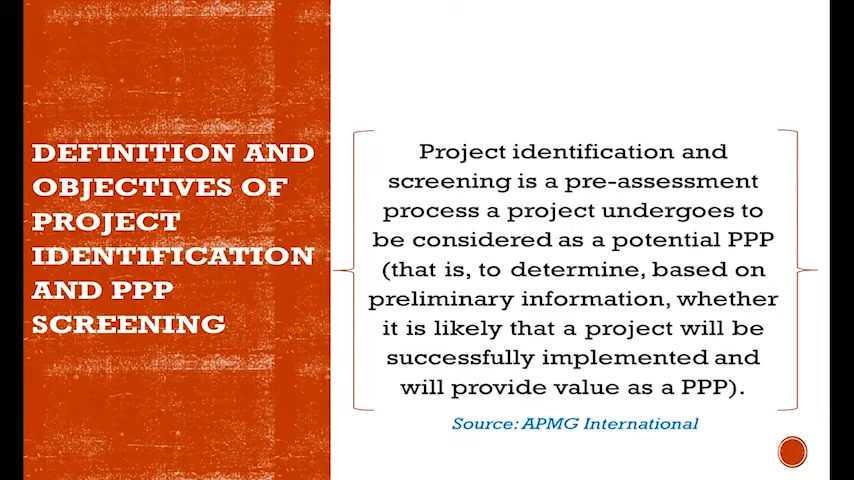 DEFINITION AND
OBJECTIVES OF
PROJECT
IDENTIFICATION
AND PPP
SCREENING
Project identification and
screening is a pre-assessment
process a project undergoes to
be considered as a potential PPP
(that is, to determine, based on
preliminary information, whether
it is likely that a project will be
successfully implemented and
will provide value as a PPP).
Source: APMG International